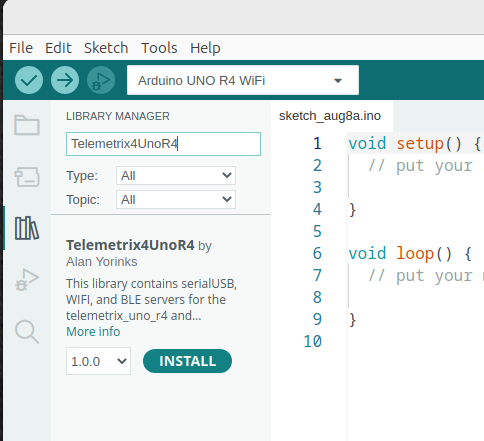 File Edit Sketch Tools Help
Arduino UNO R4 WiFi
LIBRARY MANAGER
Telemetrix4UnoR4
Type: All
Topic: All
Telemetrix4UnoR4 by
Alan Yorinks
This library contains serialUSB,
WIFI, and BLE servers for the
telemetrix_uno_r4 and...
More info
1.0.0 INSTALL
sketch_aug8a.ino
1 void setup() {
2 // put your
3
4 }
5
6 void loop() {
7 // put your
8
9 }
10